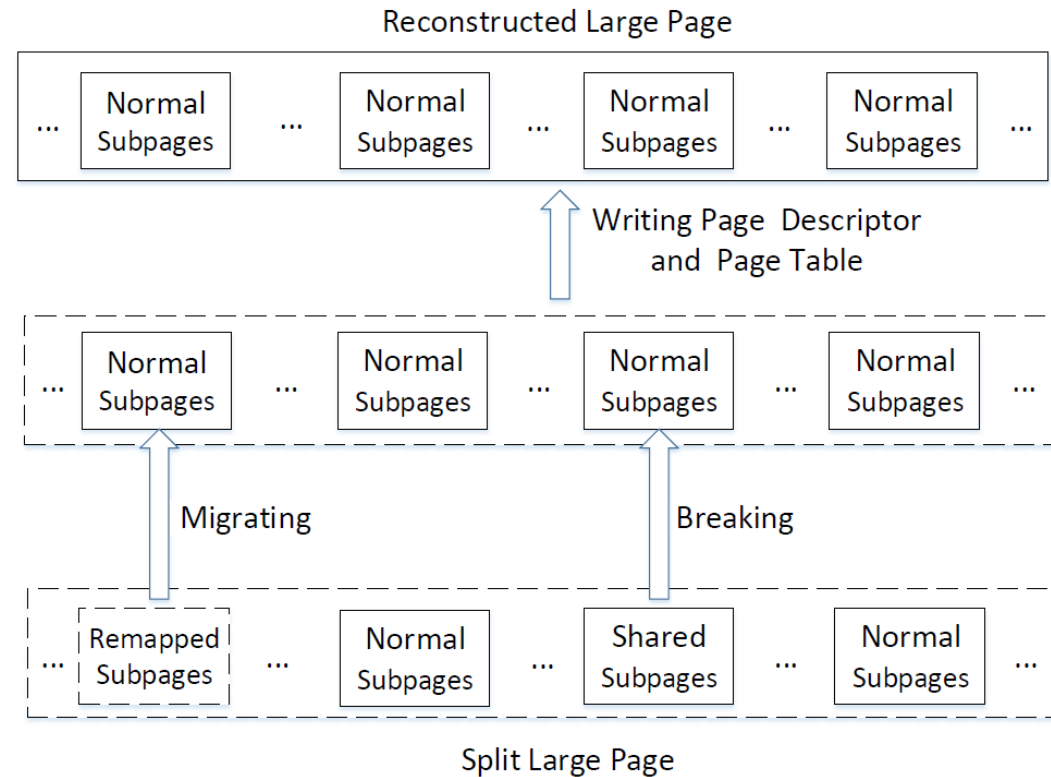 Reconstructed Large Page
... Normal Subpages ... Normal Subpages ... Normal Subpages ... Normal Subpages ...
Writing Page Descriptor
and Page Table
... Normal Subpages ... Normal Subpages ... Normal Subpages ... Normal Subpages ...
Migrating
Breaking
... Remapped Subpages ... Normal Subpages ... Shared Subpages ... Normal Subpages ...
Split Large Page